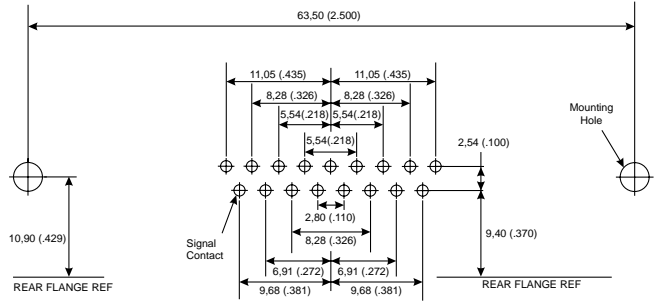 63,50 (2.500)
11,05 (.435)
11,05 (.435)
8,28 (.326)
8,28 (.326)
5,54(.218)
5,54(.218)
5,54(.218)
Mounting
Hole
2,54 (.100)
2,80 (.110)
Signal
Contact
10,90 (.429)
9,40 (.370)
8,28 (.326)
6,91 (.272)
6,91 (.272)
REAR FLANGE REF
REAR FLANGE REF
9,68 (.381)
9,68 (.381)